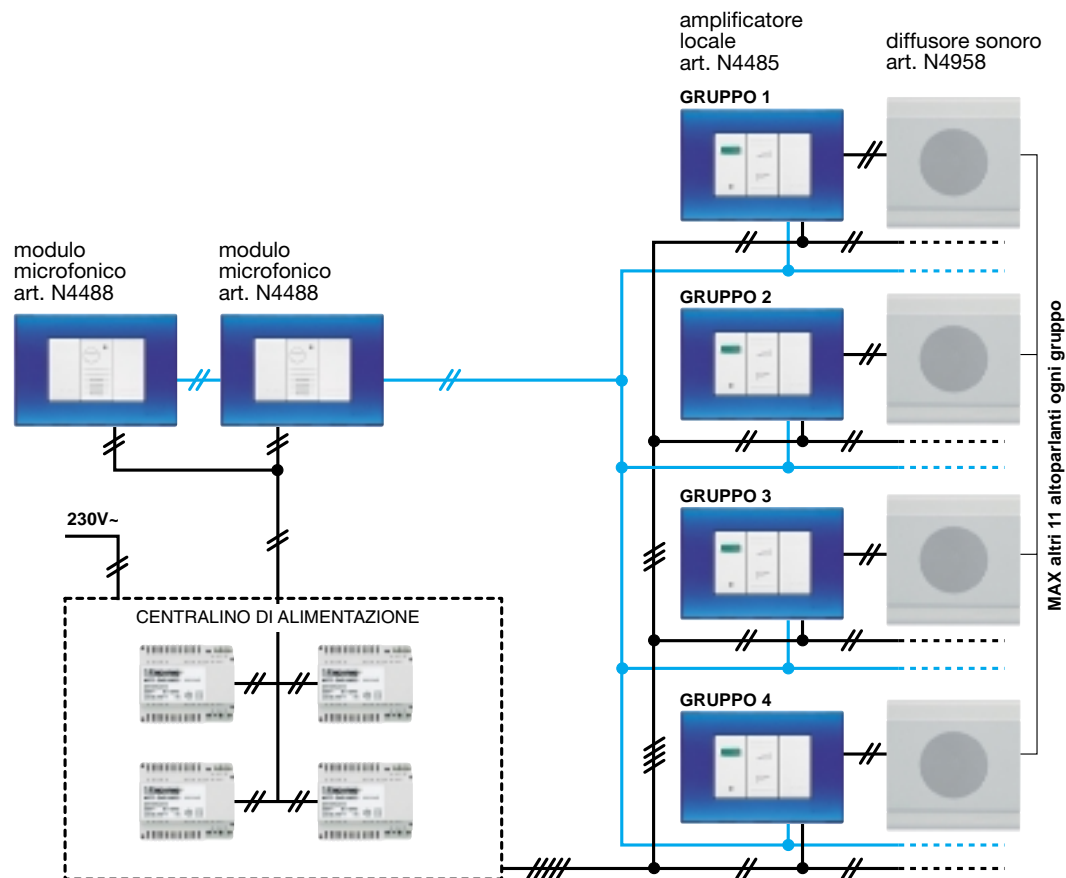 amplificatore
locale
art. N4485
diffusore sonoro
art. N4958
GRUPPO 1
modulo
microfonico
art. N4488
modulo
microfonico
art. N4488
GRUPPO 2
MAX altri 11 altoparlanti ogni gruppo
GRUPPO 3
230V~
CENTRALINO DI ALIMENTAZIONE
GRUPPO 4